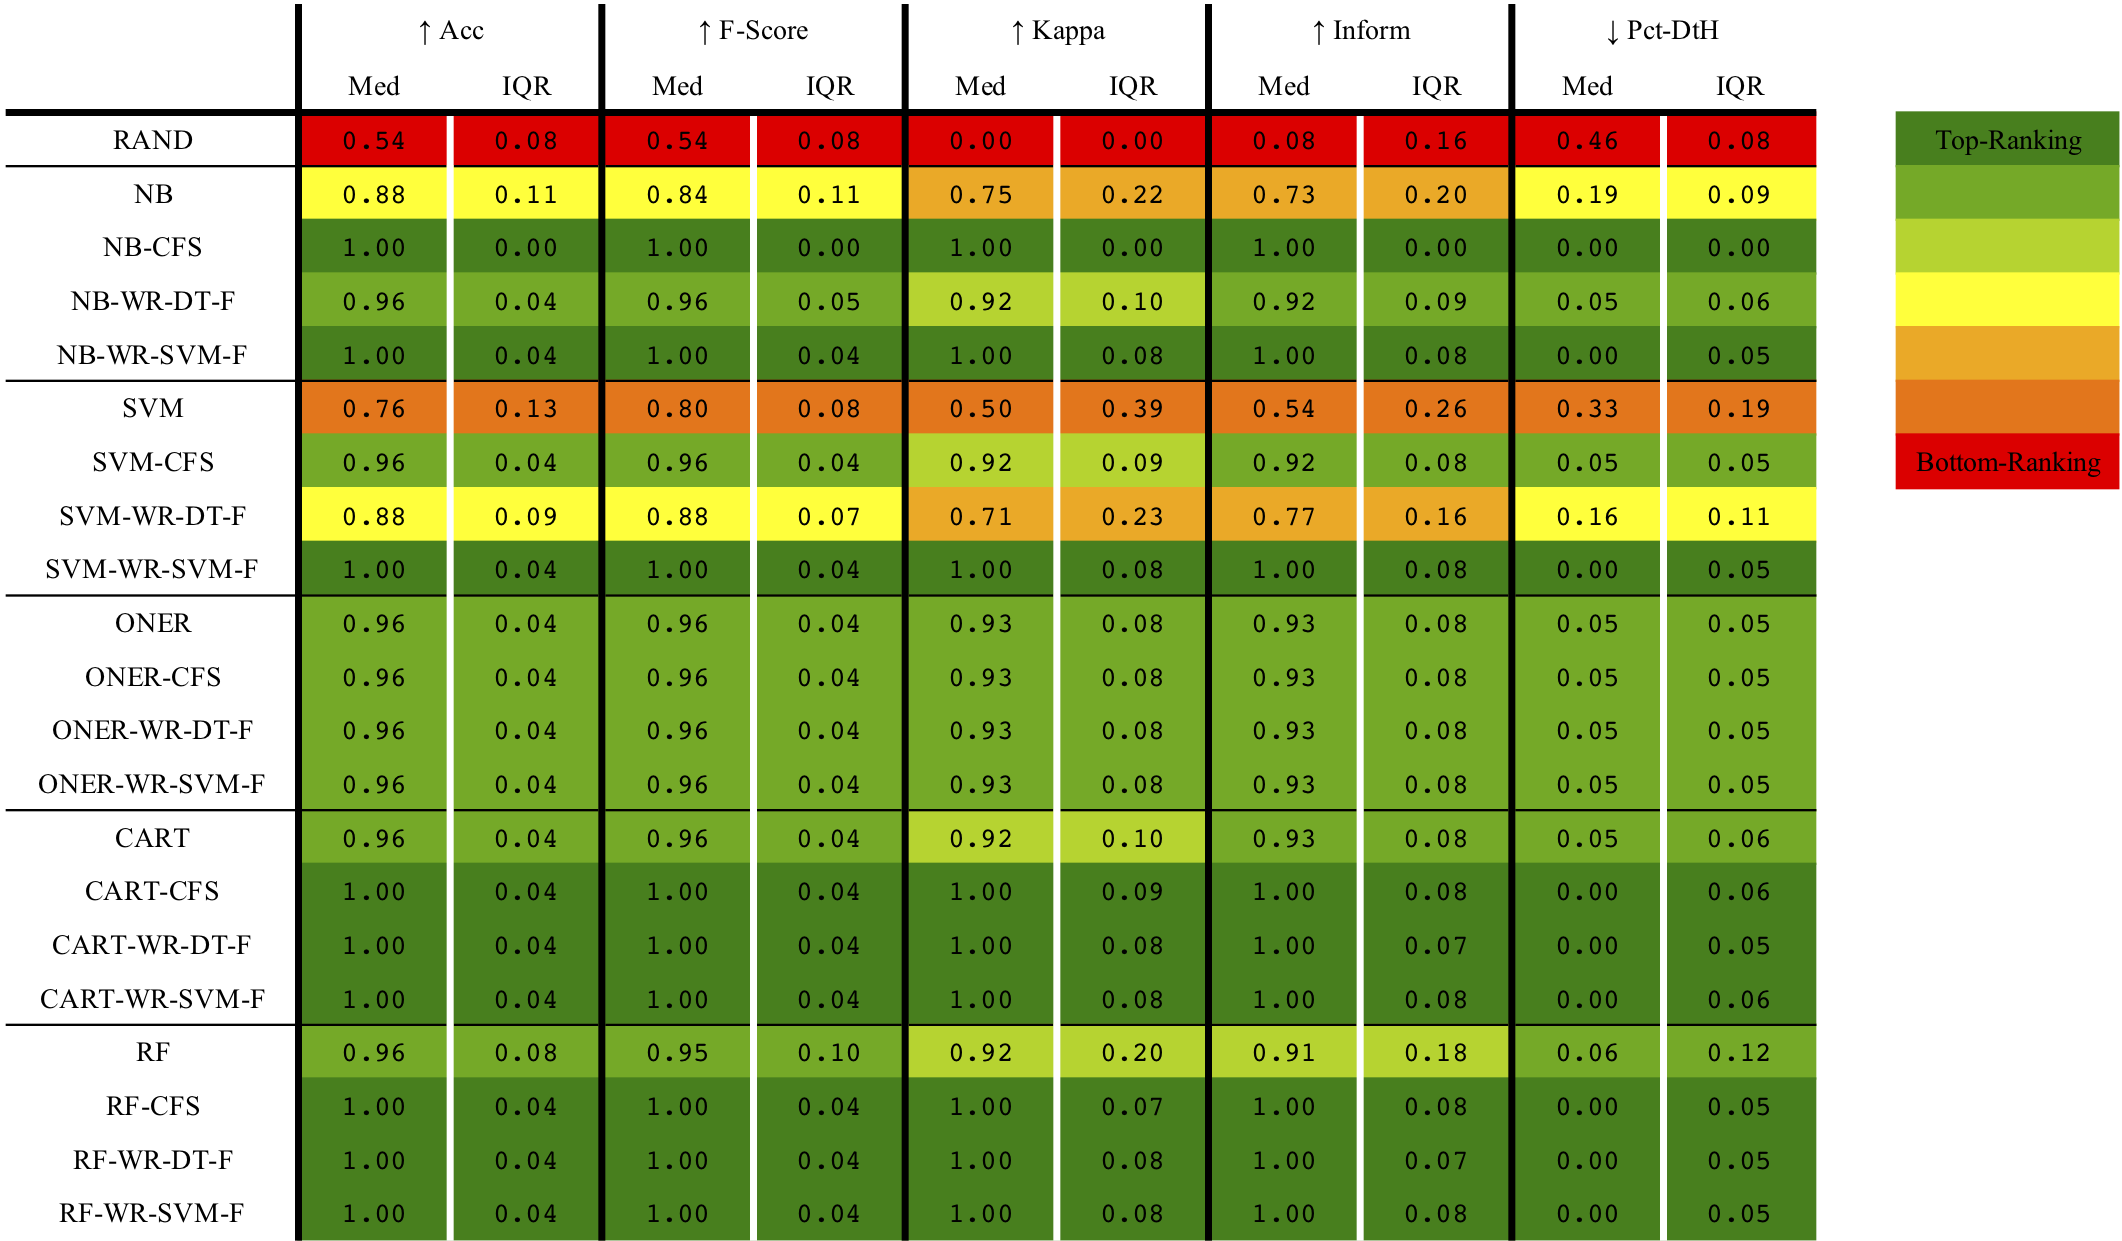 ↑ Acc ↑ F-Score ↑ Kappa ↑ Inform ↓ Pct-DtH
Med IQR Med IQR Med IQR Med IQR Med IQR
RAND 0.54 0.08 0.54 0.08 0.00 0.00 0.08 0.16 0.46 0.08 Top-Ranking
NB 0.88 0.11 0.84 0.11 0.75 0.22 0.73 0.20 0.19 0.09
NB-CFS 1.00 0.00 1.00 0.00 1.00 0.00 1.00 0.00 0.00 0.00
NB-WR-DT-F 0.96 0.04 0.96 0.05 0.92 0.10 0.92 0.09 0.05 0.06
NB-WR-SVM-F 1.00 0.04 1.00 0.04 1.00 0.08 1.00 0.08 0.00 0.05
SVM 0.76 0.13 0.80 0.08 0.50 0.39 0.54 0.26 0.33 0.19
SVM-CFS 0.96 0.04 0.96 0.04 0.92 0.09 0.92 0.08 0.05 0.05 Bottom-Ranking
SVM-WR-DT-F 0.88 0.09 0.88 0.07 0.71 0.23 0.77 0.16 0.16 0.11
SVM-WR-SVM-F 1.00 0.04 1.00 0.04 1.00 0.08 1.00 0.08 0.00 0.05
ONER 0.96 0.04 0.96 0.04 0.93 0.08 0.93 0.08 0.05 0.05
ONER-CFS 0.96 0.04 0.96 0.04 0.93 0.08 0.93 0.08 0.05 0.05
ONER-WR-DT-F 0.96 0.04 0.96 0.04 0.93 0.08 0.93 0.08 0.05 0.05
ONER-WR-SVM-F 0.96 0.04 0.96 0.04 0.93 0.08 0.93 0.08 0.05 0.05
CART 0.96 0.04 0.96 0.04 0.92 0.10 0.93 0.08 0.05 0.06
CART-CFS 1.00 0.04 1.00 0.04 1.00 0.09 1.00 0.08 0.00 0.06
CART-WR-DT-F 1.00 0.04 1.00 0.04 1.00 0.08 1.00 0.07 0.00 0.05
CART-WR-SVM-F 1.00 0.04 1.00 0.04 1.00 0.08 1.00 0.08 0.00 0.06
RF 0.96 0.08 0.95 0.10 0.92 0.20 0.91 0.18 0.06 0.12
RF-CFS 1.00 0.04 1.00 0.04 1.00 0.07 1.00 0.08 0.00 0.05
RF-WR-DT-F 1.00 0.04 1.00 0.04 1.00 0.08 1.00 0.07 0.00 0.05
RF-WR-SVM-F 1.00 0.04 1.00 0.04 1.00 0.08 1.00 0.08 0.00 0.05